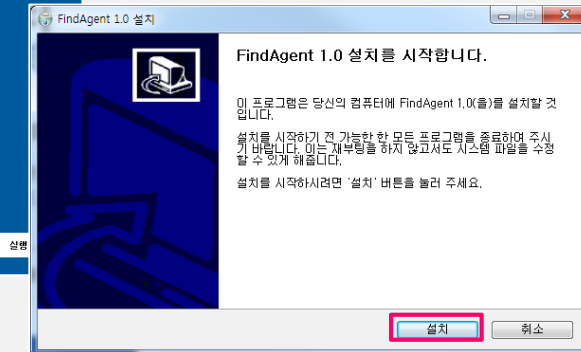 FindAgent 1.0 설치
FindAgent 1.0 설치를 시작합니다.
이 프로그램은 당신의 컴퓨터에 FindAgent 1.0(을)를 설치할 것
입니다.
설치를 시작하기 전 가능한 한 모든 프로그램을 종료하여 주시
기 바랍니다. 이는 재부팅을 하지 않고서도 시스템 파일을 수정
할 수 있게 해줍니다.
설치를 시작하시려면 '설치' 버튼을 눌러 주세요.
실행
설치
취소